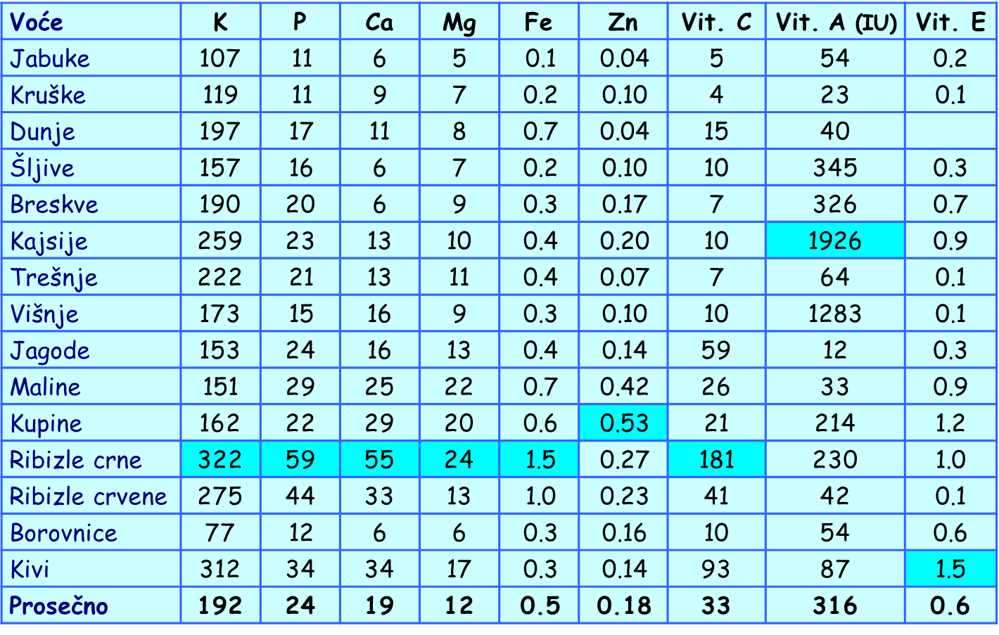 Voće K P Ca Mg Fe Zn Vit. C Vit. A (IU) Vit. E
Jabuke 107 11 6 5 0.1 0.04 5 54 0.2
Kruške 119 11 9 7 0.2 0.10 4 23 0.1
Dunje 197 17 11 8 0.7 0.04 15 40
Šljive 157 16 6 7 0.2 0.10 10 345 0.3
Breskve 190 20 6 9 0.3 0.17 7 326 0.7
Kajsije 259 23 13 10 0.4 0.20 10 1926 0.9
Trešnje 222 21 13 11 0.4 0.07 7 64 0.1
Višnje 173 15 16 9 0.3 0.10 10 1283 0.1
Jagode 153 24 16 13 0.4 0.14 59 12 0.3
Maline 151 29 25 22 0.7 0.42 26 33 0.9
Kupine 162 22 29 20 0.6 0.53 21 214 1.2
Ribizle crne 322 59 55 24 1.5 0.27 181 230 1.0
Ribizle crvene 275 44 33 13 1.0 0.23 41 42 0.1
Borovnice 77 12 6 6 0.3 0.16 10 54 0.6
Kivi 312 34 34 17 0.3 0.14 93 87 1.5
Prosečno 192 24 19 12 0.5 0.18 33 316 0.6